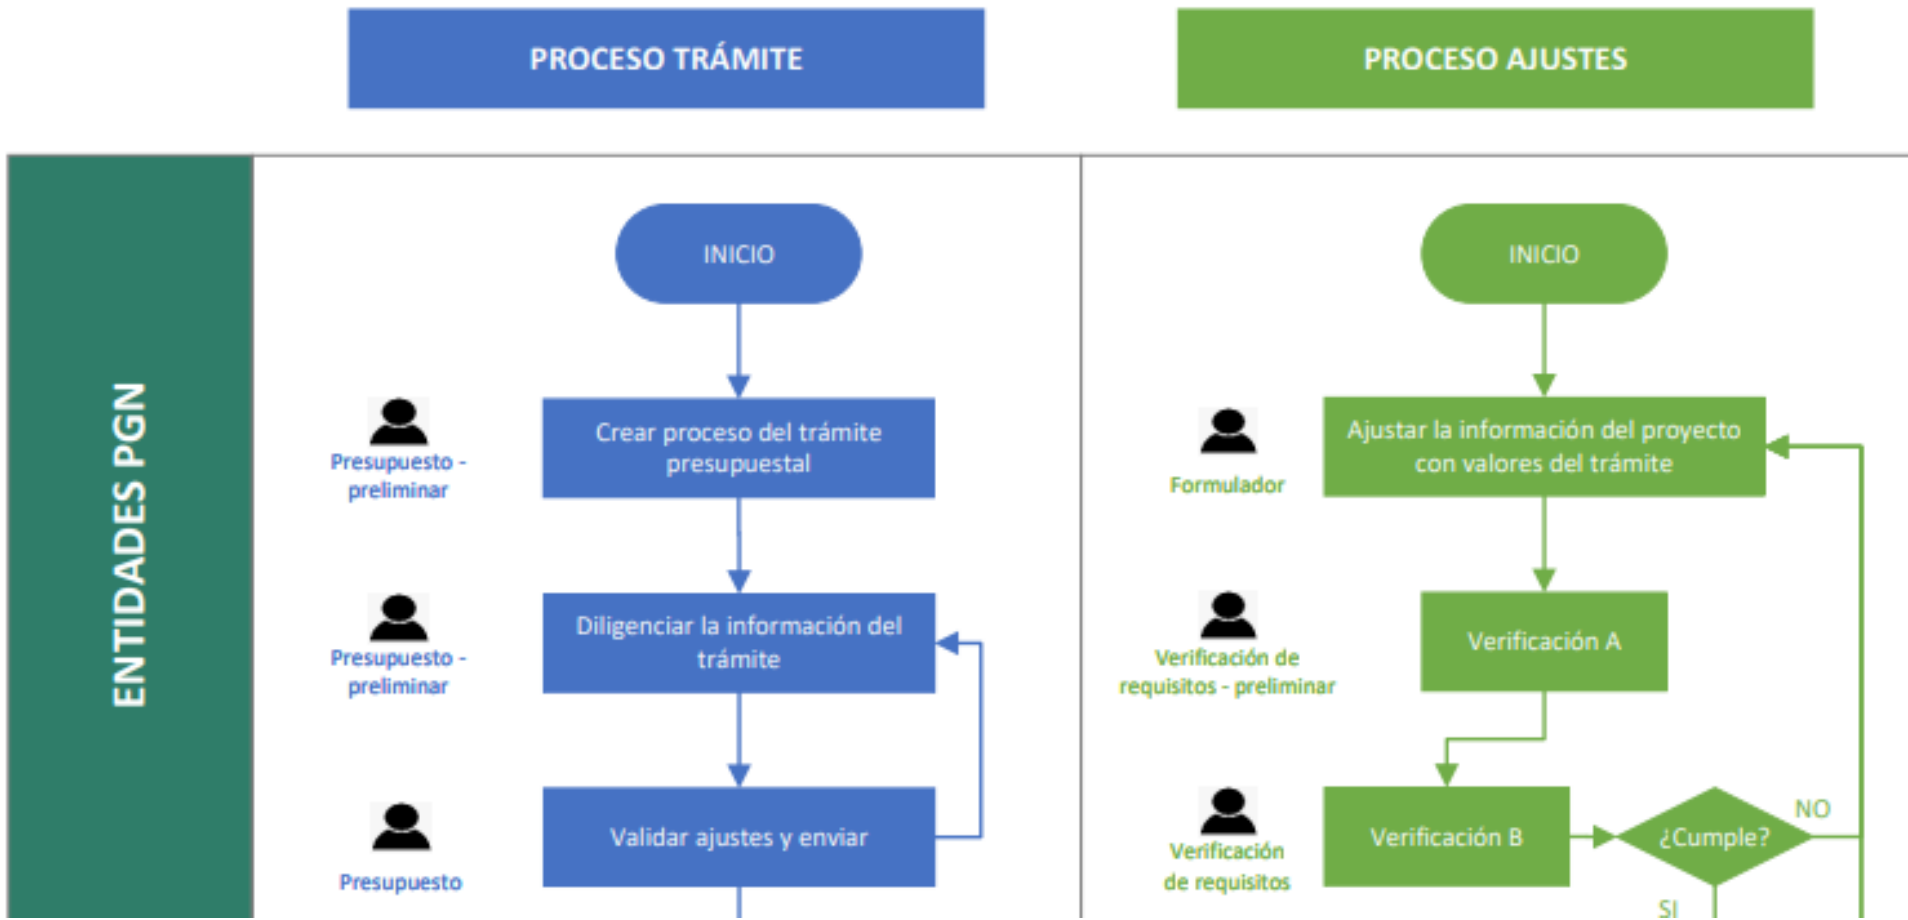 PROCESO TRÁMITE
PROCESO AJUSTES
ENTIDADES PGN
INICIO
Presupuesto -
preliminar
Crear proceso del trámite
presupuestal
Presupuesto -
preliminar
Diligenciar la información del
trámite
Presupuesto
Validar ajustes y enviar
INICIO
Formulador
Ajustar la información del proyecto
con valores del trámite
Verificación de
requisitos - preliminar
Verificación A
Verificación
de requisitos
Verificación B
¿Cumple?
NO
SI